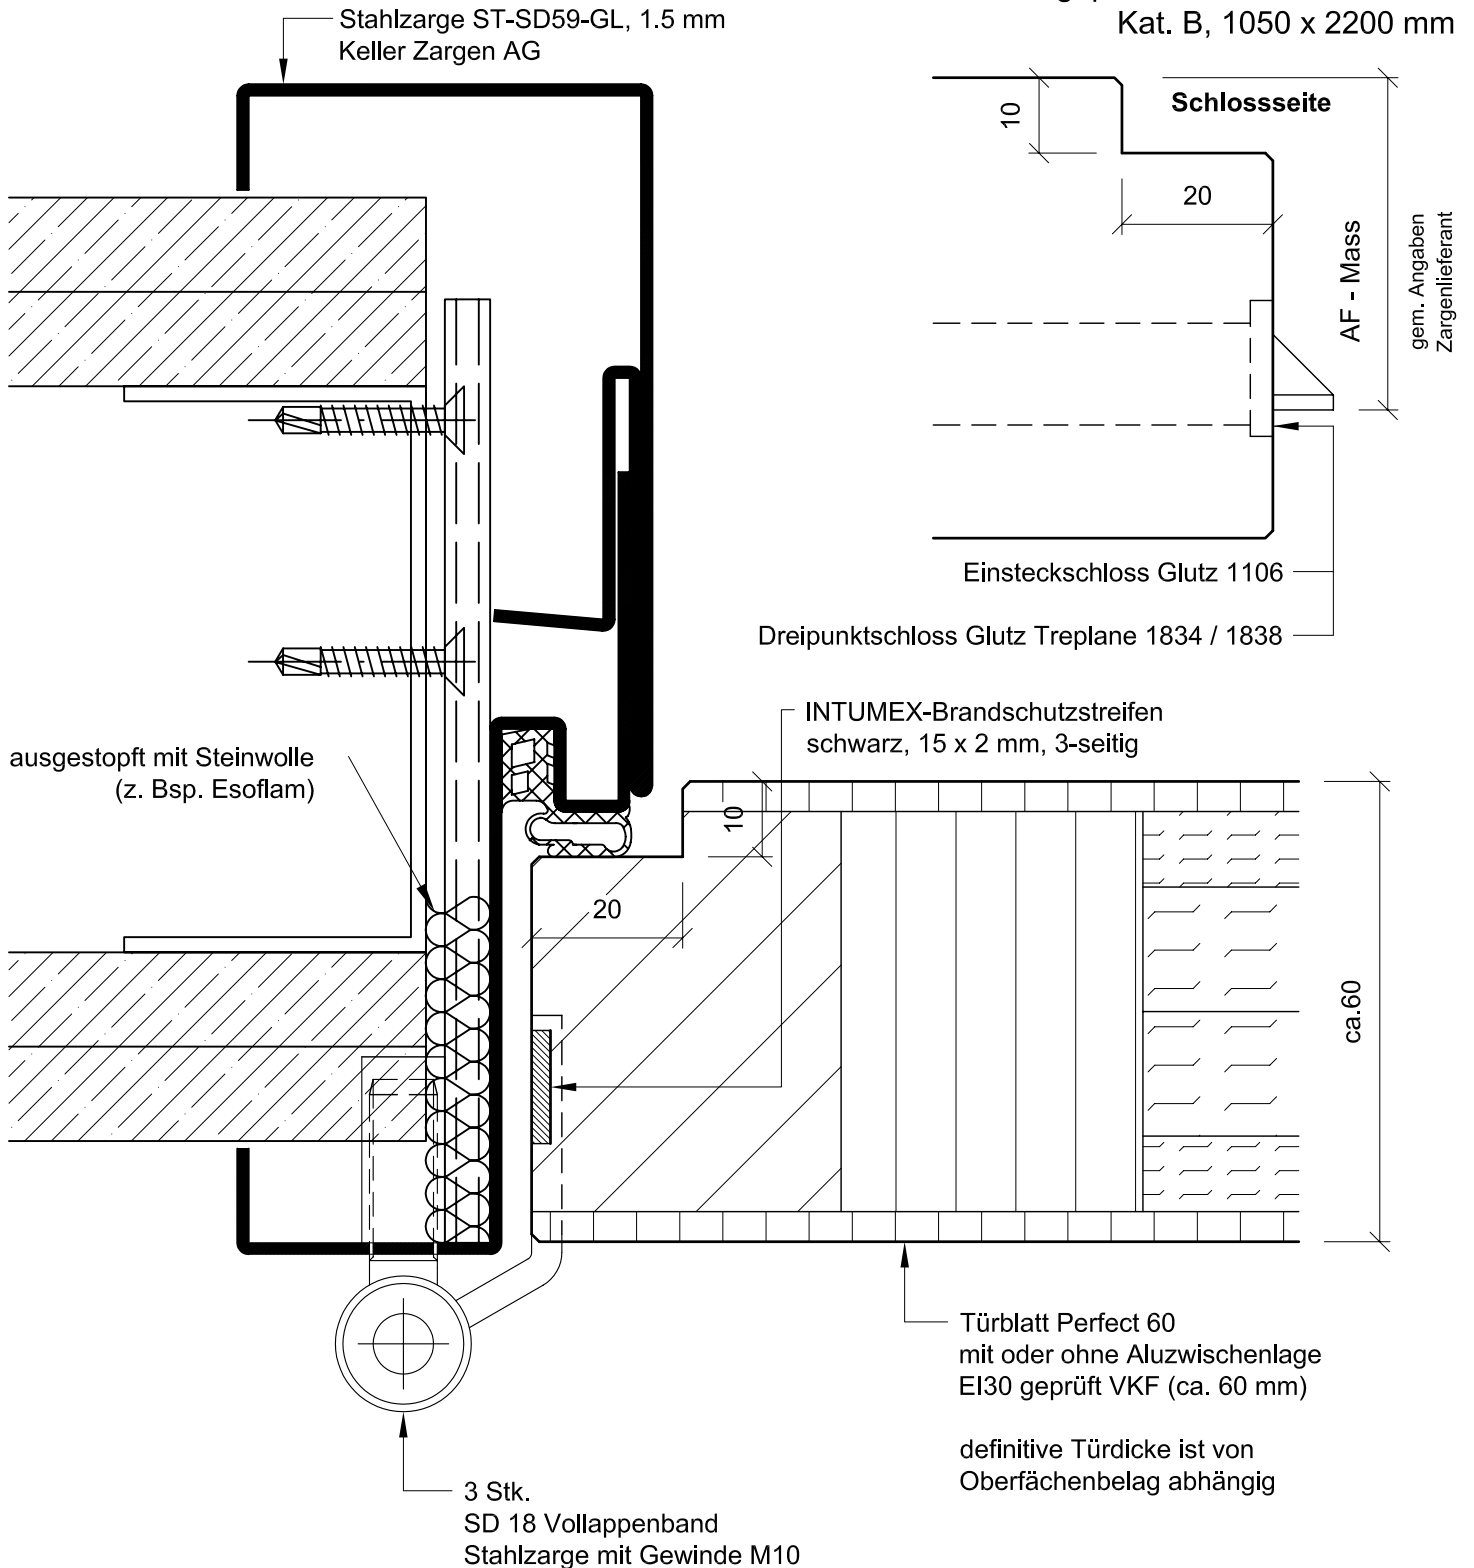 Stahlzarge ST-SD59-GL, 1.5 mm
Keller Zargen AG
Kat. B, 1050 x 2200 mm
Schlossseite
10
20
AF - Mass
gem. Angaben
Zargenlieferant
Einsteckschloss Glutz 1106
Dreipunktschloss Glutz Treplane 1834 / 1838
INTUMEX-Brandschutzstreifen
schwarz, 15 x 2 mm, 3-seitig
ausgestopft mit Steinwolle
(z. Bsp. Esoflam)
10
20
ca.60
Türblatt Perfect 60
mit oder ohne Aluzwischenlage
EI30 geprüft VKF (ca. 60 mm)
definitive Türdicke ist von
Oberfächenbelag abhängig
3 Stk.
SD 18 Vollappenband
Stahlzarge mit Gewinde M10